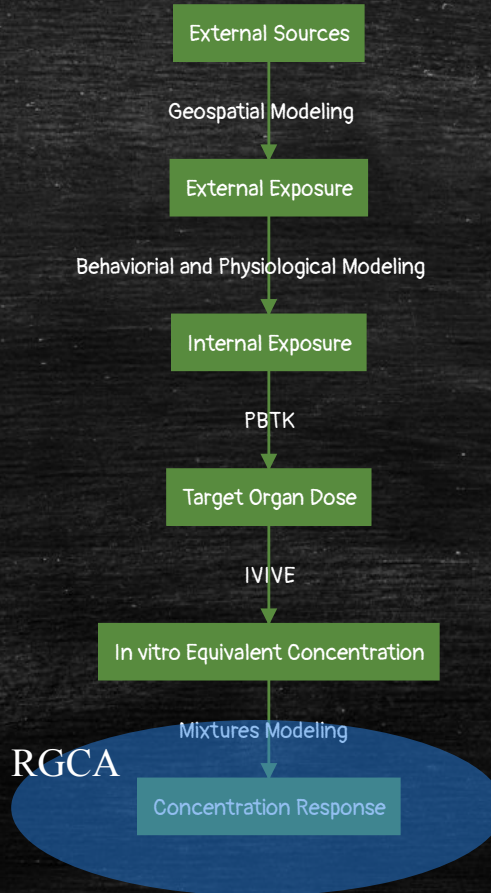 External Sources
Geospatial Modeling
External Exposure
Behaviorial and Physiological Modeling
Internal Exposure
PBTK
Target Organ Dose
IVIVE
In vitro Equivalent Concentration
Mixtures Modeling
RGCA
Concentration Response